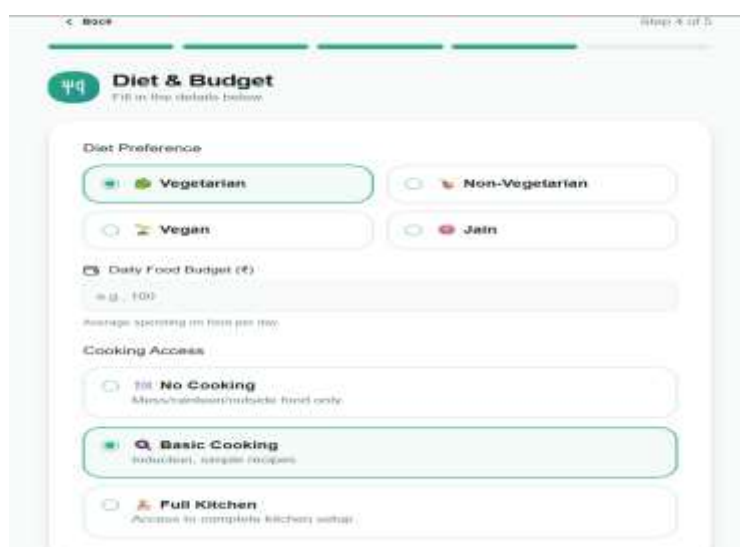 < Back Step 4 of 5
Diet & Budget
Fill in the details below
Diet Preference
Vegetarian Non-Vegetarian
Vegan Jain
Daily Food Budget (₹)
e.g., 100
Average spending on food per day
Cooking Access
No Cooking
Mess/canteen/outside food only
Basic Cooking
Induction, simple recipes
Full Kitchen
Access to complete kitchen setup